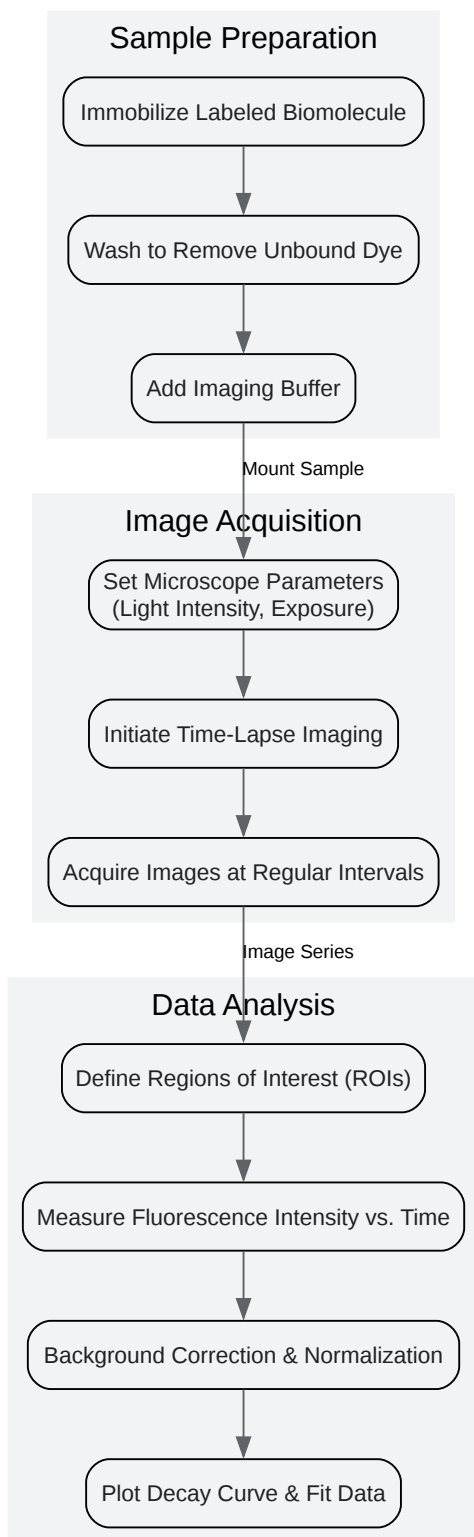 Sample Preparation
Immobilize Labeled Biomolecule
Wash to Remove Unbound Dye
Add Imaging Buffer
Mount Sample
Image Acquisition
Set Microscope Parameters
(Light Intensity, Exposure)
Initiate Time-Lapse Imaging
Acquire Images at Regular Intervals
Image Series
Data Analysis
Define Regions of Interest (ROIs)
Measure Fluorescence Intensity vs. Time
Background Correction & Normalization
Plot Decay Curve & Fit Data